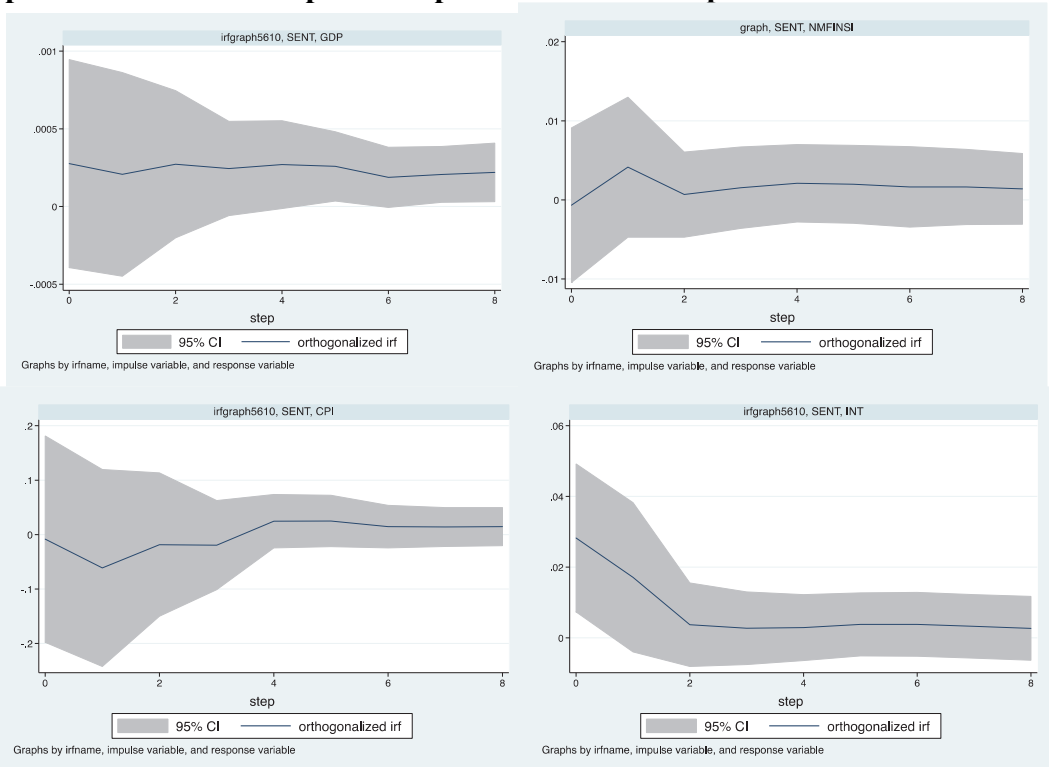 irfgraph5610, SENT, GDP
.001
.0005
0
-.0005
0 2 4 6 8
step
95% CI orthogonalized irf
Graphs by irfname, impulse variable, and response variable
graph, SENT, NMFINSI
.02
.01
0
-.01
0 2 4 6 8
step
95% CI orthogonalized irf
Graphs by irfname, impulse variable, and response variable
irfgraph5610, SENT, CPI
.2
.1
0
-.1
-.2
0 2 4 6 8
step
95% CI orthogonalized irf
Graphs by irfname, impulse variable, and response variable
irfgraph5610, SENT, INT
.06
.04
.02
0
0 2 4 6 8
step
95% CI orthogonalized irf
Graphs by irfname, impulse variable, and response variable